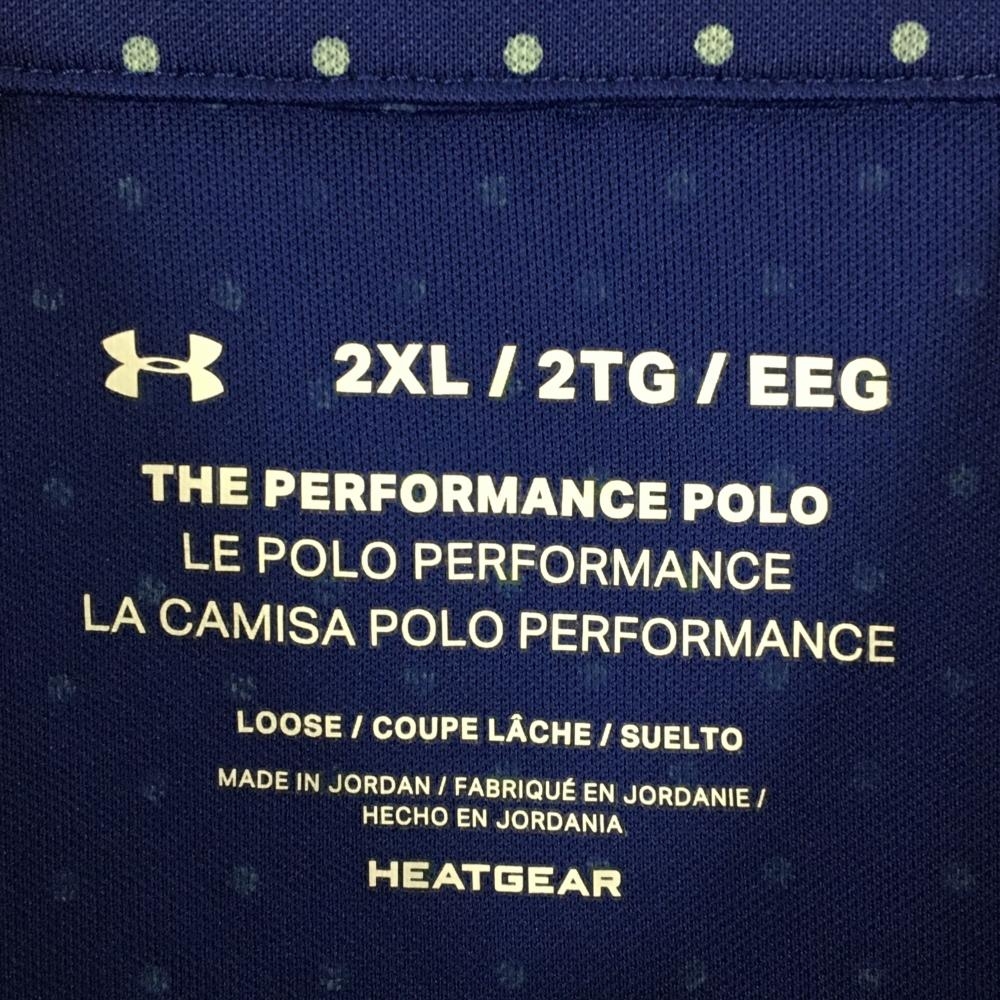 2XL / 2TG / EEG
THE PERFORMANCE POLO
LE POLO PERFORMANCE
LA CAMISA POLO PERFORMANCE
LOOSE / COUPE LÂCHE / SUELTO
MADE IN JORDAN / FABRIQUÉ EN JORDANIE /
HECHO EN JORDANIA
HEATGEAR